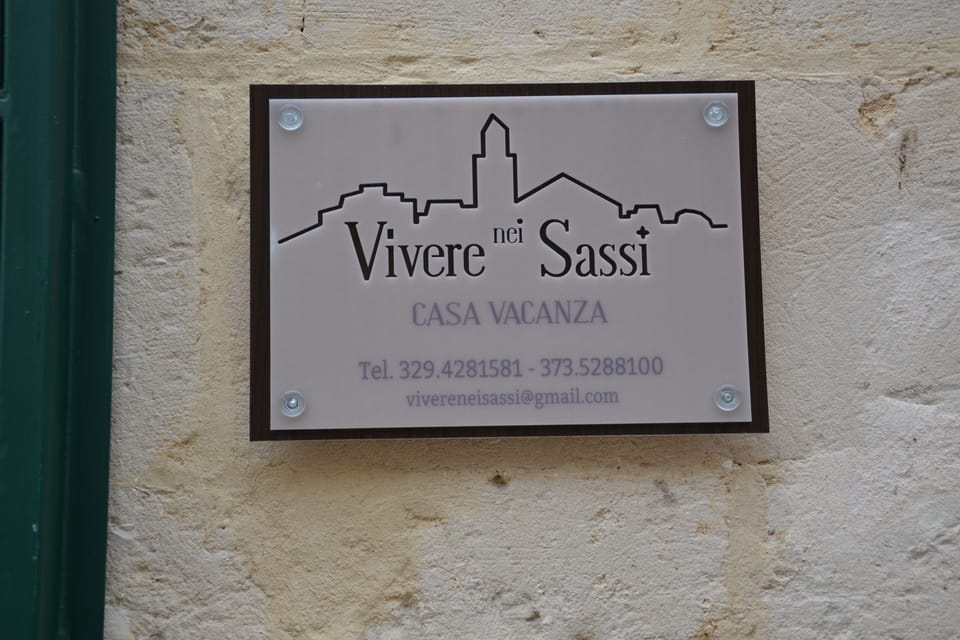 Vivere nei Sassi
CASA VACANZA
Tel. 329.4281581 - 373.5288100
vivereneisassi@gmail.com